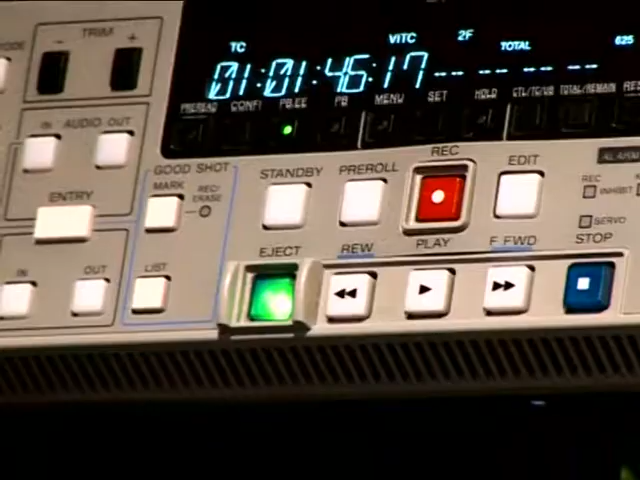 MODE
TRIM
- +
TC VITC 2F TOTAL 625
01:01:46:17 -- -- -- --
PREREAD CONFI PB.EE PB MENU SET HOLD CTL/TC/UB TOTAL/REMAIN
IN AUDIO OUT
GOOD SHOT
MARK REC/
ERASE
STANDBY PREROLL REC EDIT
ALARM
REC
INHIBIT
SERVO
ENTRY
IN OUT LIST
EJECT REW PLAY F FWD STOP